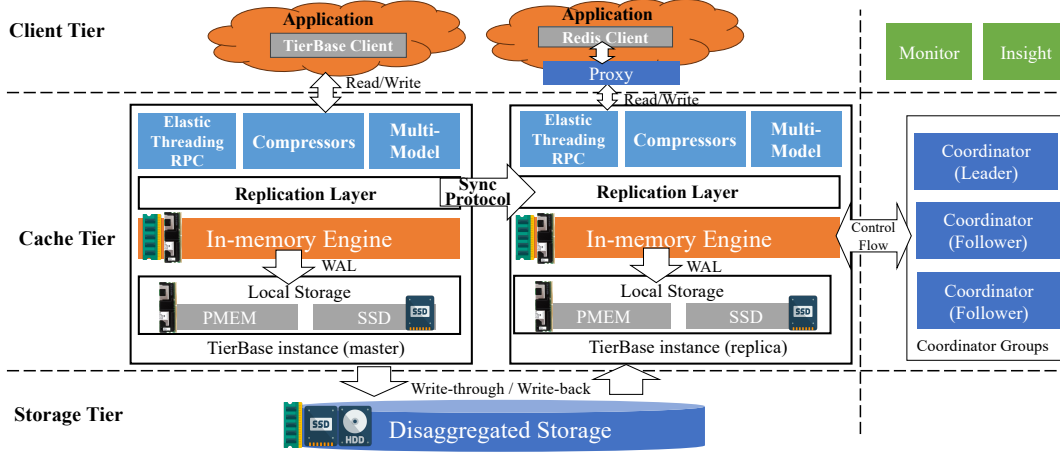 Client Tier
Application
TierBase Client
Read/Write
Application
Redis Client
Proxy
Read/Write
Monitor
Insight
Cache Tier
Elastic
Threading
RPC
Compressors
Multi-
Model
Replication Layer
In-memory Engine
WAL
Local Storage
PMEM
SSD
SSD
TierBase instance (master)
Sync
Protocol
Elastic
Threading
RPC
Compressors
Multi-
Model
Replication Layer
In-memory Engine
WAL
Local Storage
PMEM
SSD
SSD
TierBase instance (replica)
Control
Flow
Coordinator
(Leader)
Coordinator
(Follower)
Coordinator
(Follower)
Coordinator Groups
Write-through / Write-back
Storage Tier
SSD
HDD
Disaggregated Storage